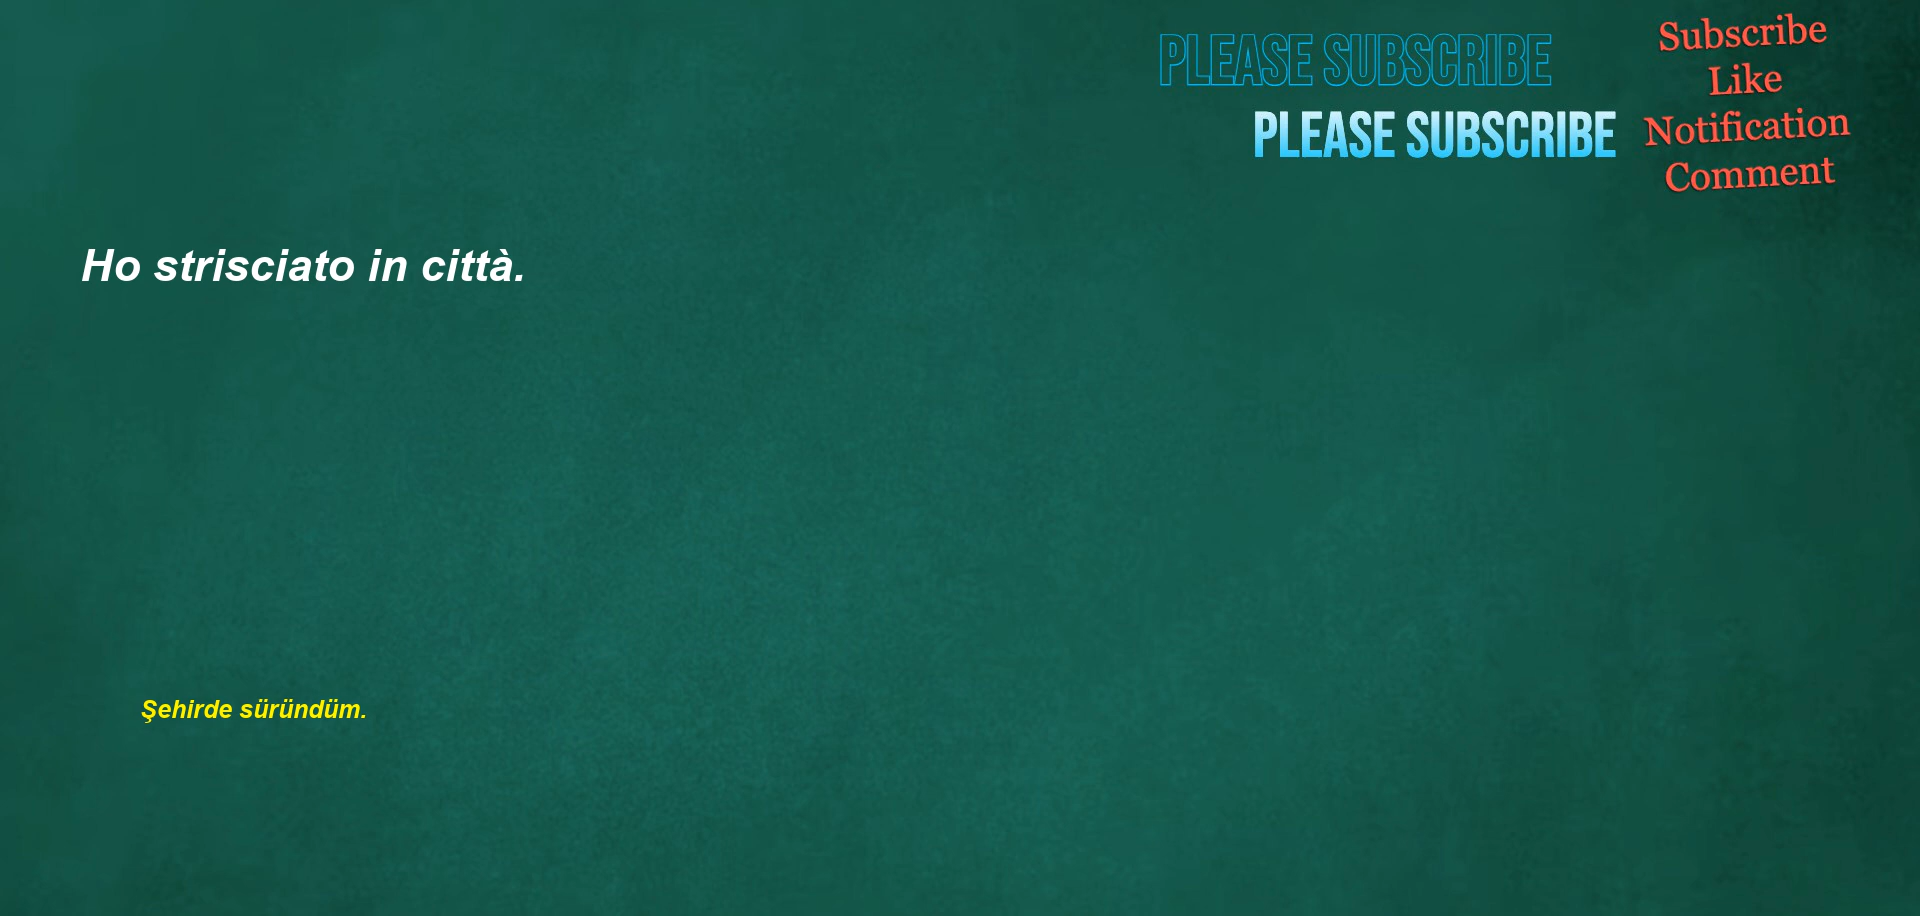 PLEASE SUBSCRIBE
PLEASE SUBSCRIBE
Subscribe
Like
Notification
Comment
Ho strisciato in città.
Şehirde süründüm.